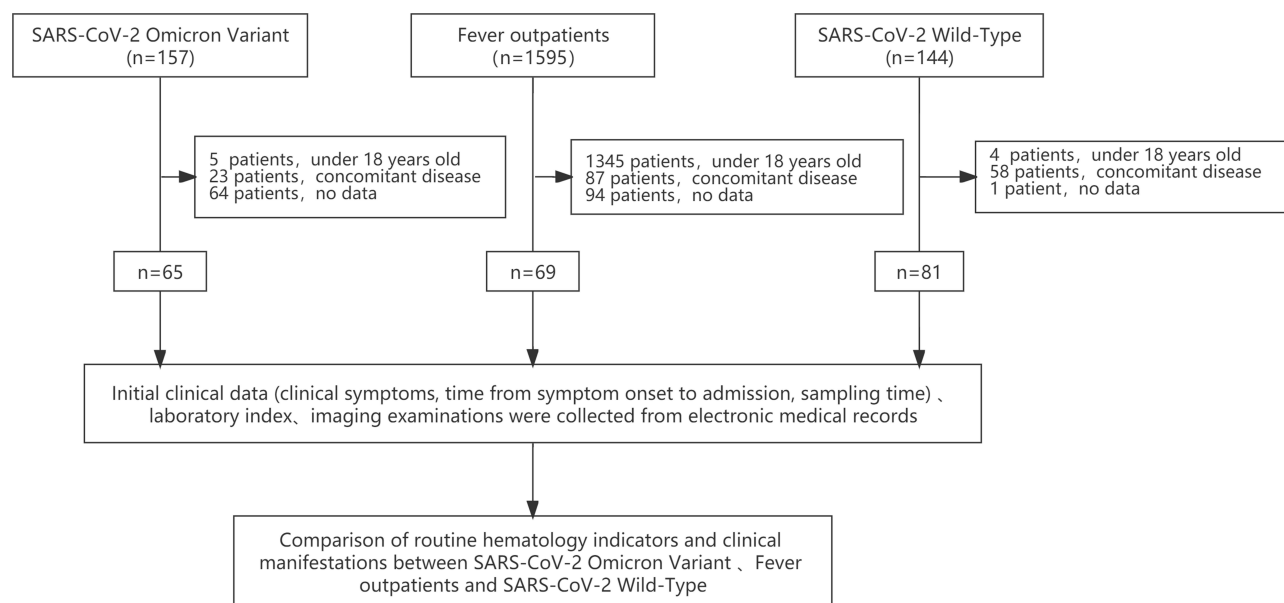 SARS-CoV-2 Omicron Variant
(n=157)
Fever outpatients
(n=1595)
SARS-CoV-2 Wild-Type
(n=144)
5 patients，under 18 years old
23 patients，concomitant disease
64 patients，no data
1345 patients，under 18 years old
87 patients，concomitant disease
94 patients，no data
4 patients，under 18 years old
58 patients，concomitant disease
1 patient，no data
n=65
n=69
n=81
Initial clinical data (clinical symptoms, time from symptom onset to admission, sampling time) 、
laboratory index、imaging examinations were collected from electronic medical records
Comparison of routine hematology indicators and clinical
manifestations between SARS-CoV-2 Omicron Variant 、Fever
outpatients and SARS-CoV-2 Wild-Type